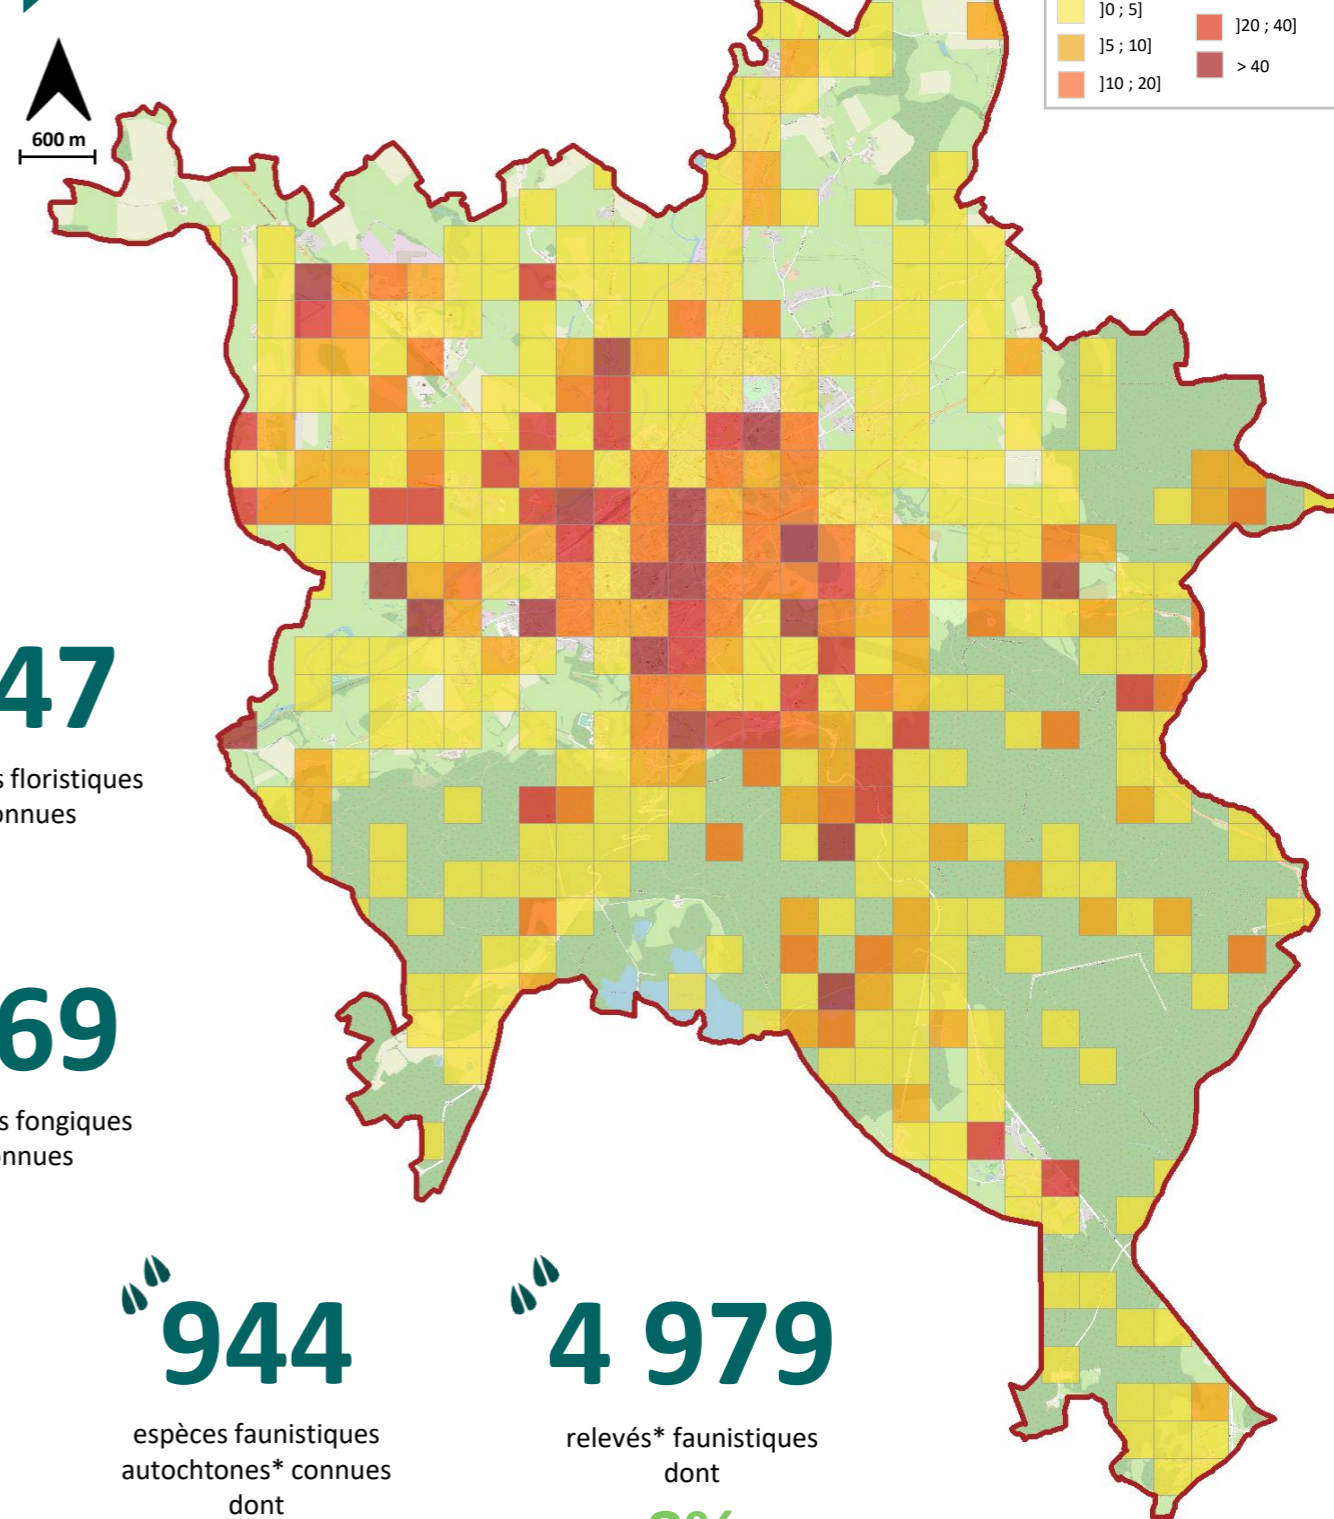 ]0 ; 5]
]5 ; 10]
]10 ; 20]
]20 ; 40]
> 40
600 m
47
s floristiques
onnues
69
s fongiques
onnues
944
espèces faunistiques
autochtones* connues
dont
4 979
relevés* faunistiques
dont